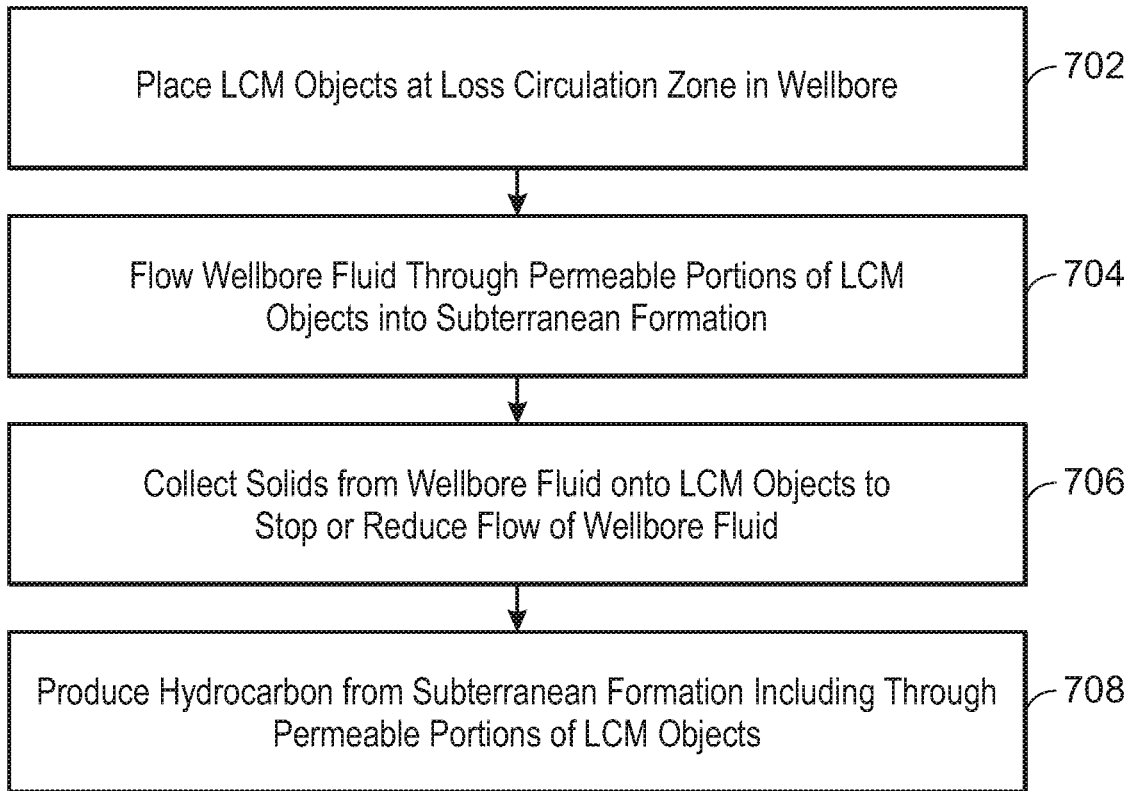 Place LCM Objects at Loss Circulation Zone in Wellbore
702
Flow Wellbore Fluid Through Permeable Portions of LCM
Objects into Subterranean Formation
704
Collect Solids from Wellbore Fluid onto LCM Objects to
Stop or Reduce Flow of Wellbore Fluid
706
Produce Hydrocarbon from Subterranean Formation Including Through
Permeable Portions of LCM Objects
708